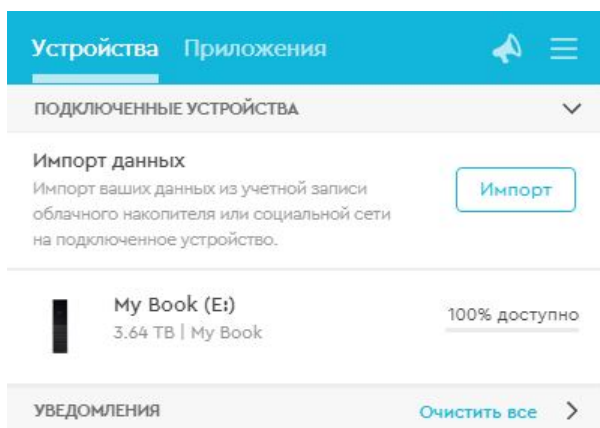 Устройства Приложения
ПОДКЛЮЧЕННЫЕ УСТРОЙСТВА
Импорт данных
Импорт ваших данных из учетной записи
облачного накопителя или социальной сети
на подключенное устройство.
Импорт
My Book (E:)
3.64 TB | My Book
100% доступно
УВЕДОМЛЕНИЯ Очистить все